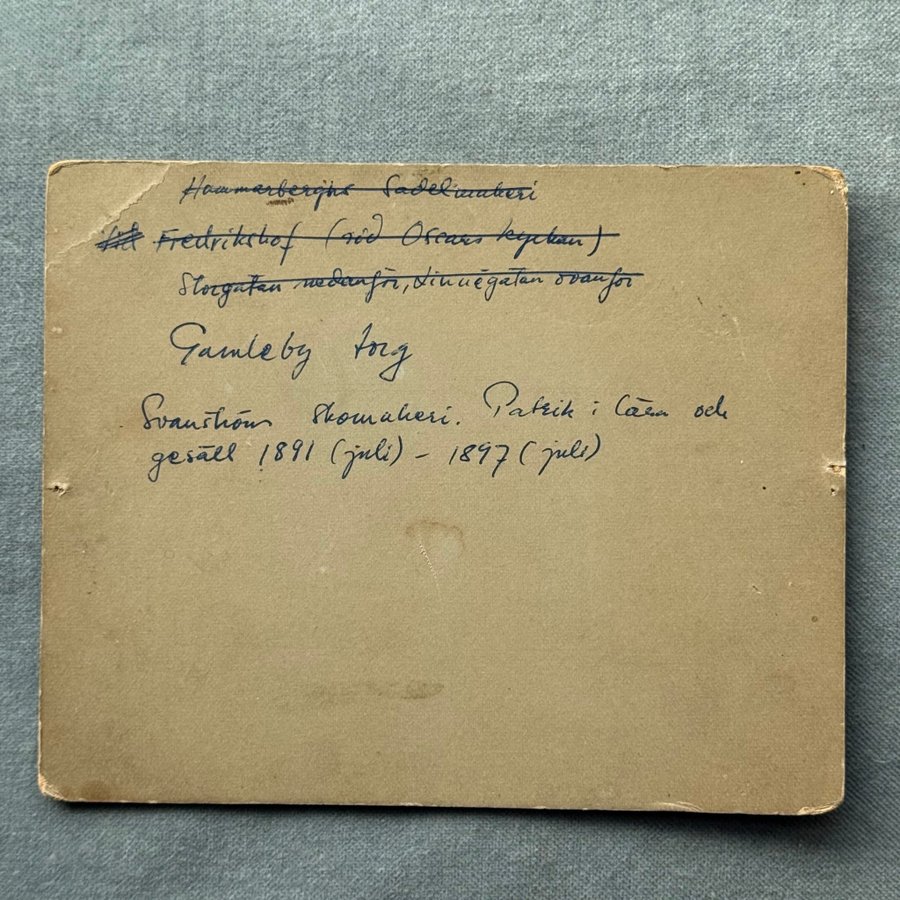 Hammarbergns Sadelmakeri
Fredrikshof (vid Oscars kyrkan)
Storgatan nedanför, Linnégatan ovanför
Gamleby torg
Svanströms skomakeri. Patrik i lära och
gesäll 1891 (juli) - 1897 (juli)